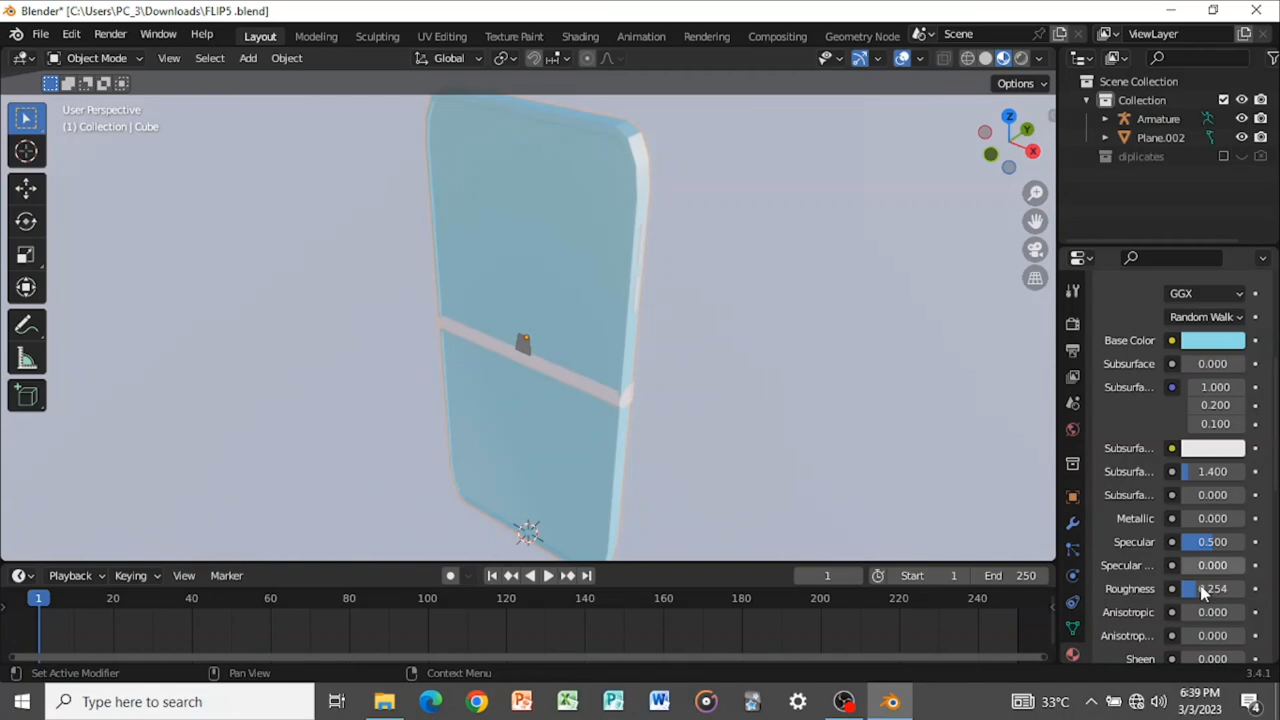 Blender* [C:\Users\PC_3\Downloads\FLIP5 .blend]
File Edit Render Window Help Layout Modeling Sculpting UV Editing Texture Paint Shading Animation Rendering Compositing Geometry Node Scene ViewLayer
Object Mode View Select Add Object Global
Options
User Perspective
(1) Collection | Cube
Z
Y
X
Scene Collection
Collection
Armature
Plane.002
diplicates
GGX
Random Walk
Base Color
Subsurface 0.000
Subsurfa... 1.000
0.200
0.100
Subsurfa...
Subsurfa... 1.400
Subsurfa... 0.000
Metallic 0.000
Specular 0.500
Specular ... 0.000
Roughness 254
Anisotropic 0.000
Anisotrop... 0.000
Sheen 0.000
Playback Keying View Marker 1 Start 1 End 250
1 20 40 60 80 100 120 140 160 180 200 220 240
Set Active Modifier Pan View Context Menu 3.4.1
Type here to search
33°C
6:39 PM
3/3/2023
4